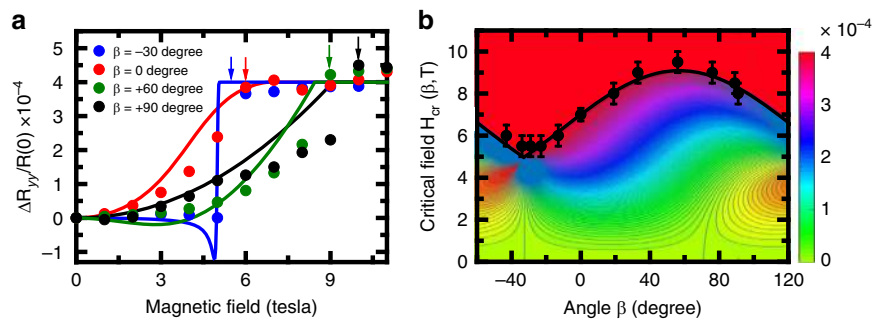 a
5
4
3
2
1
0
−1
ΔR_yy/R(0) ×10⁻⁴
β = −30 degree
β = 0 degree
β = +60 degree
β = +90 degree
0 2 4 6 8 10
Magnetic field (tesla)
b
10
8
6
4
2
0
Critical field H_cr (β,T)
−40 0 40 80 120
Angle β (degree)
× 10⁻⁴
4
3
2
1
0